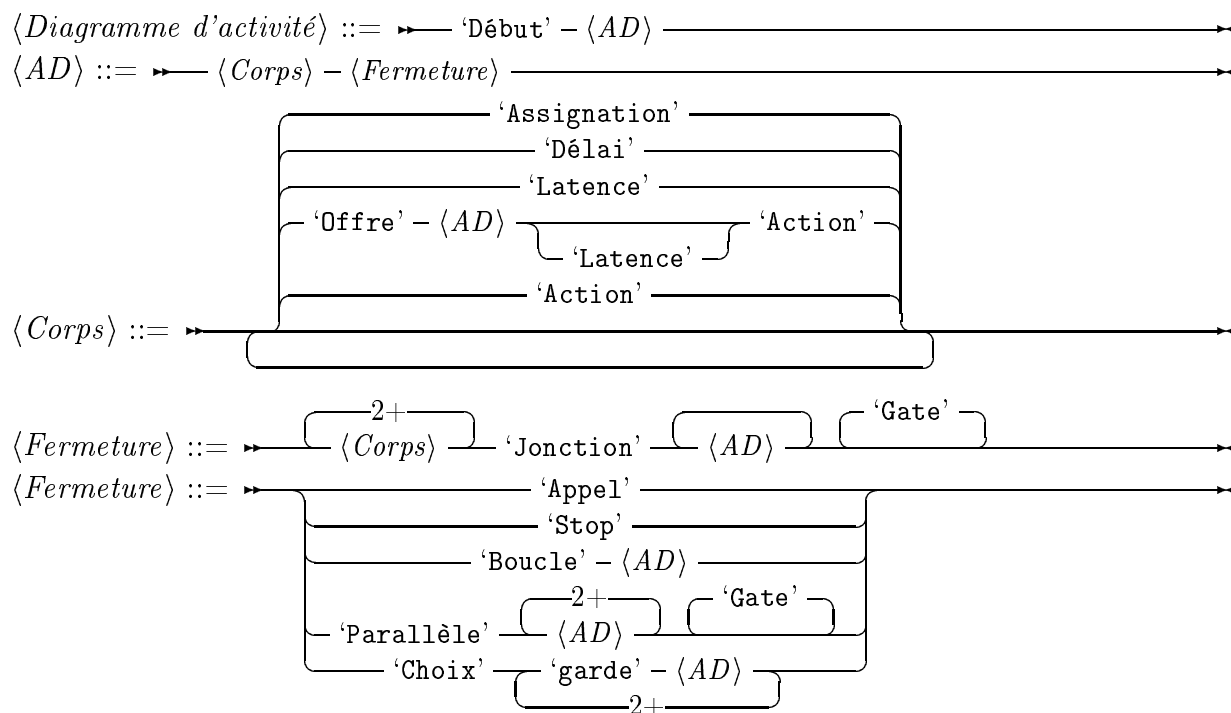 ⟨Diagramme d'activité⟩ ::= ‘Début’ – ⟨AD⟩
⟨AD⟩ ::= ⟨Corps⟩ – ⟨Fermeture⟩
‘Assignation’
‘Délai’
‘Latence’
‘Offre’ – ⟨AD⟩ ‘Action’
‘Latence’
‘Action’
⟨Corps⟩ ::=
2+ ‘Gate’
⟨Fermeture⟩ ::= ⟨Corps⟩ ‘Jonction’ ⟨AD⟩
⟨Fermeture⟩ ::= ‘Appel’
‘Stop’
‘Boucle’ – ⟨AD⟩
2+ ‘Gate’
‘Parallèle’ ⟨AD⟩
‘Choix’ ‘garde’ – ⟨AD⟩
2+